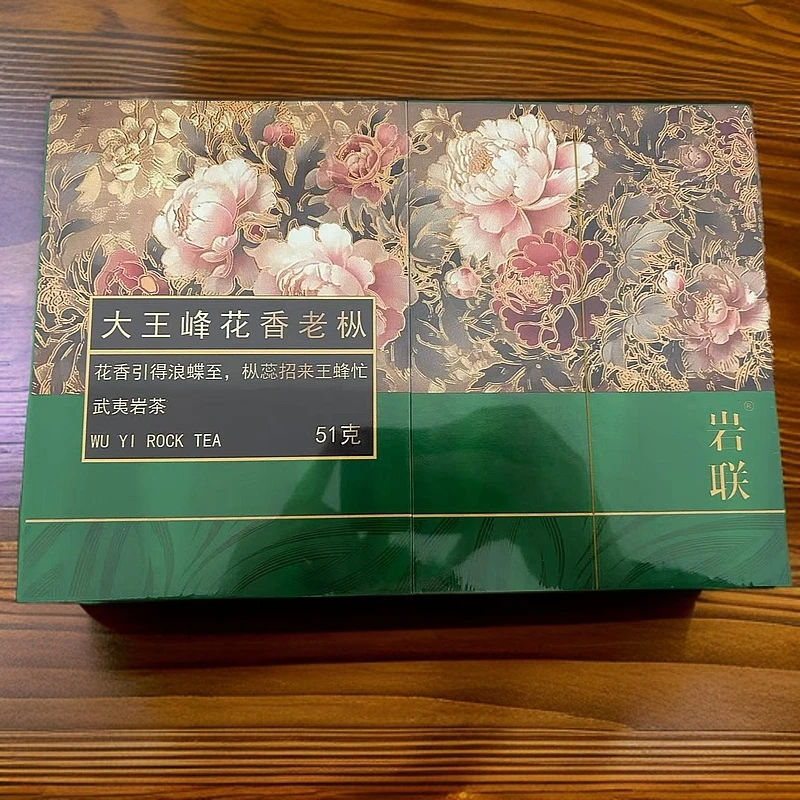 大王峰花香老枞
花香引得浪蝶至，枞蕊招来王蜂忙
武夷岩茶
WU YI ROCK TEA
51克
岩联®